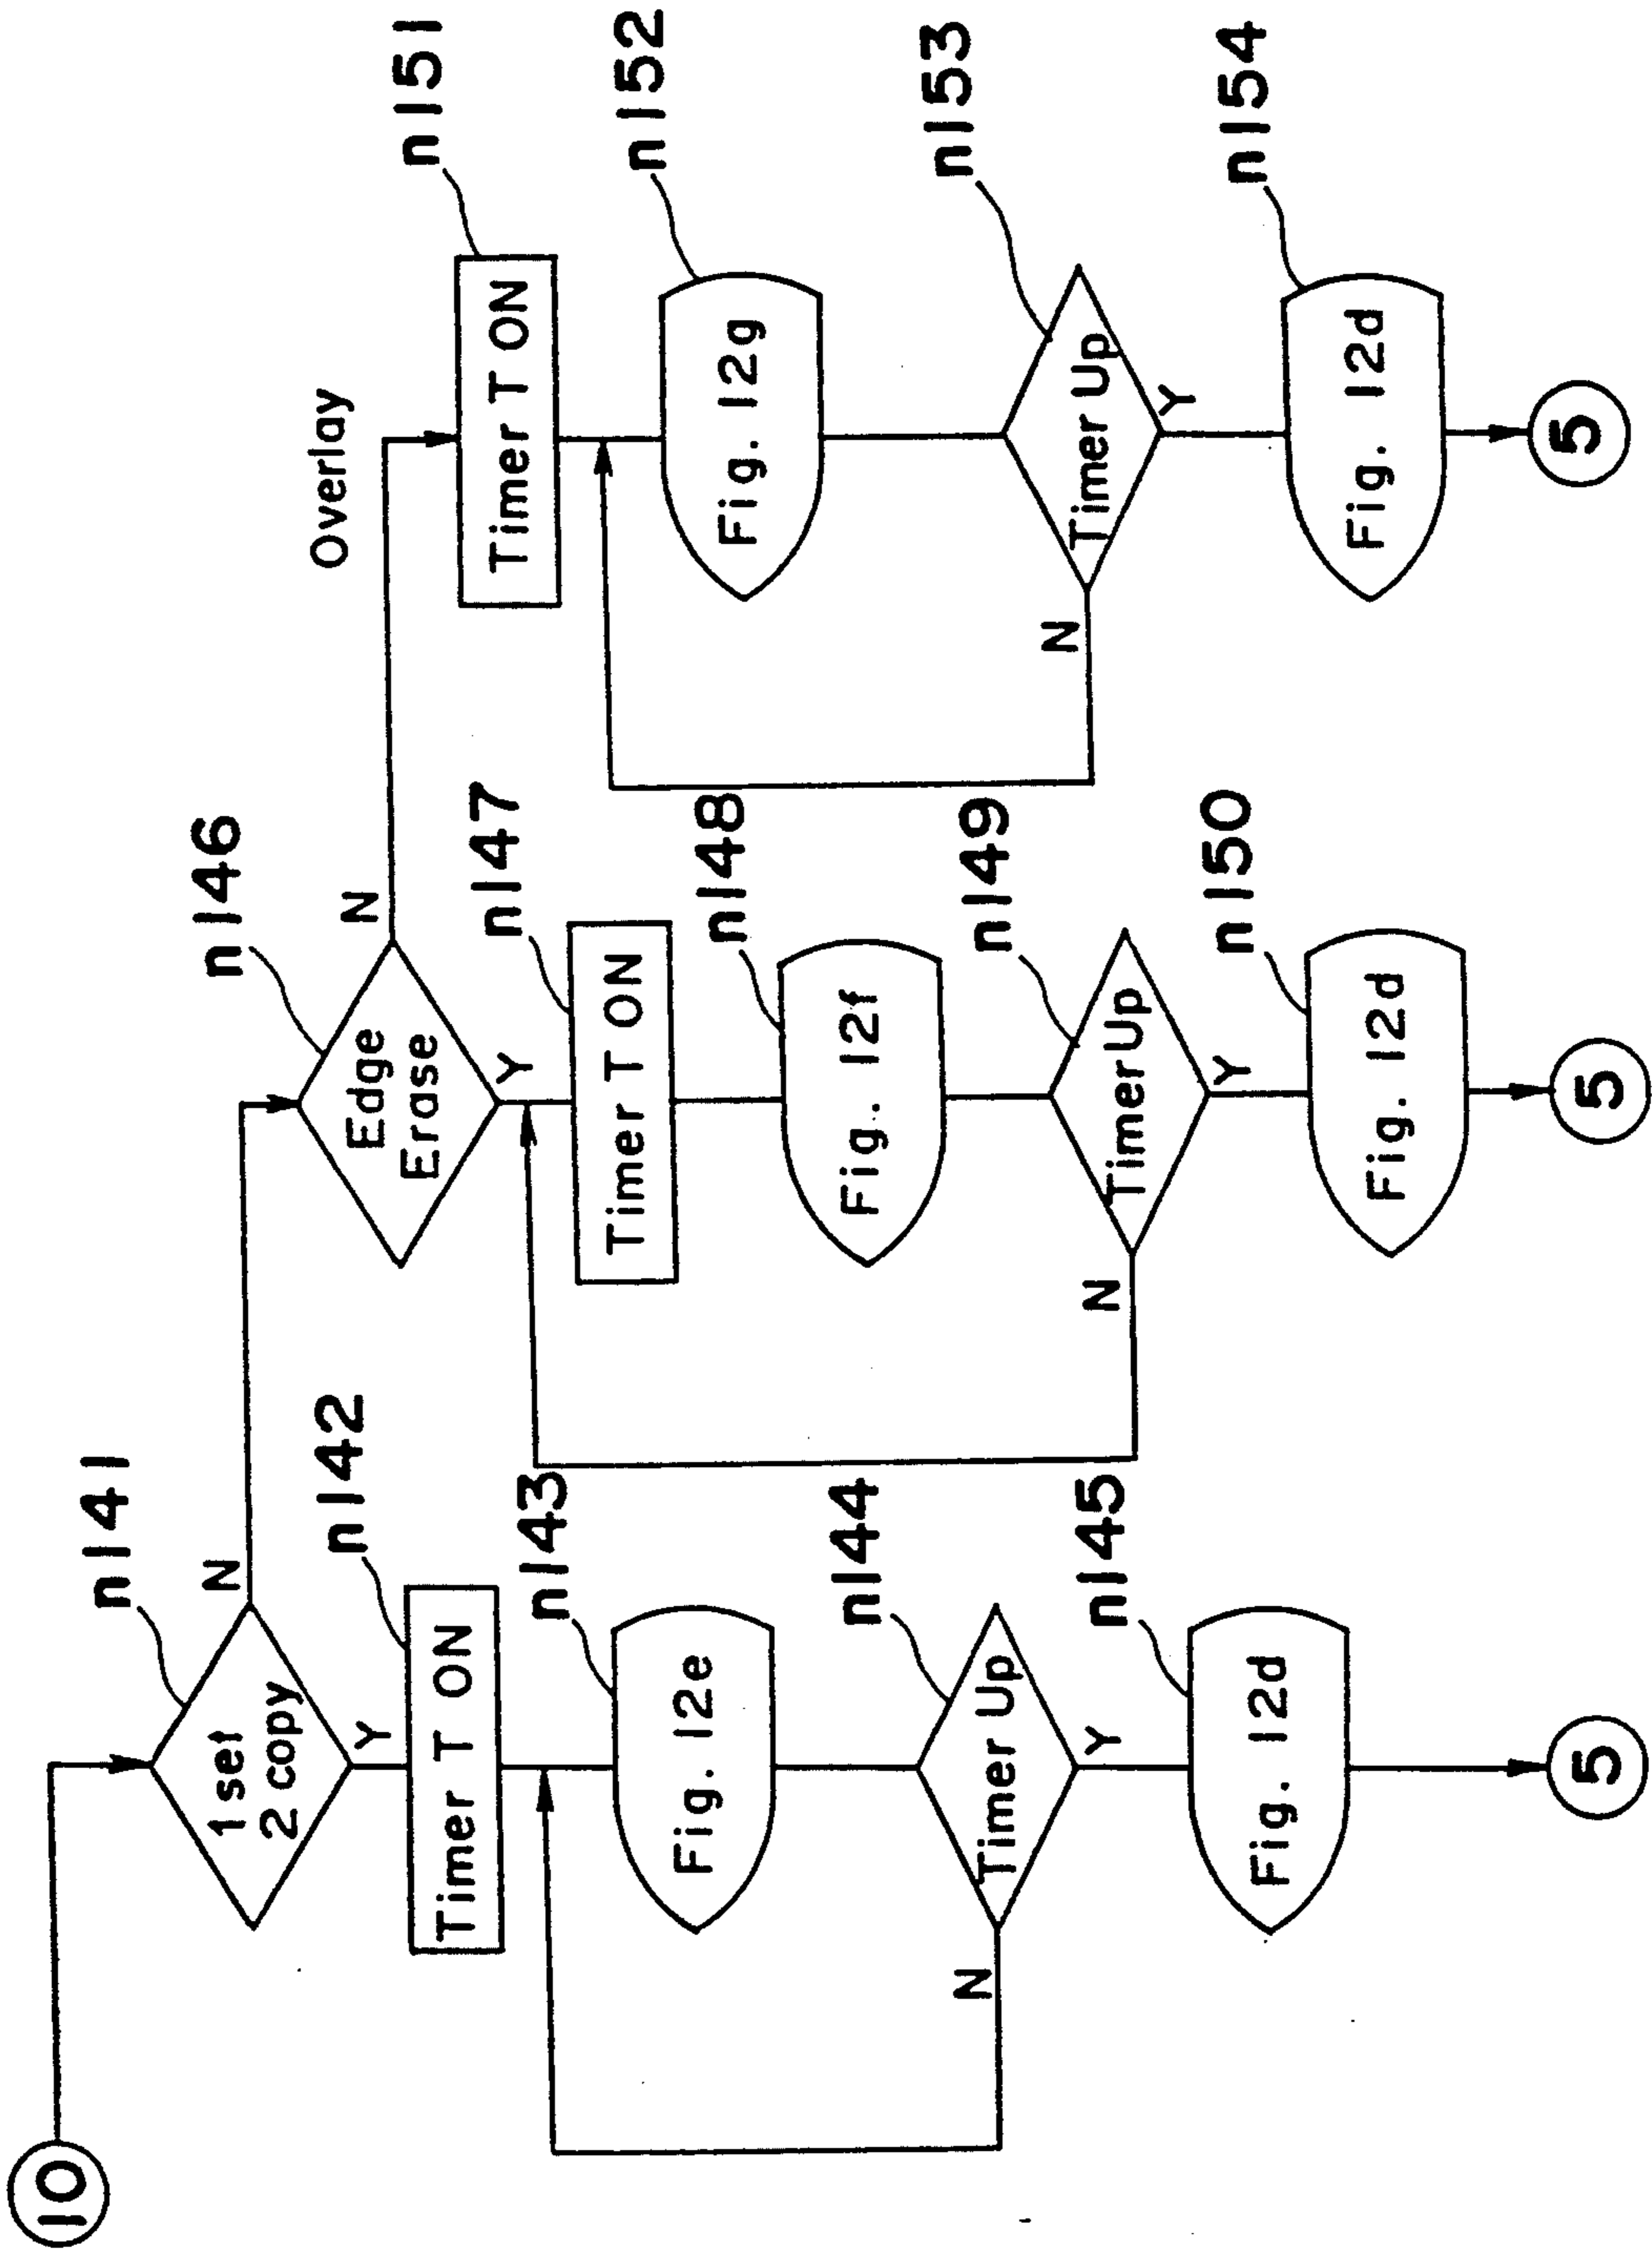 10
n141
1 set
2 copy
N
Y
n142
Timer T ON
n143
Fig. 12e
n144
Timer Up
N
Y
n145
Fig. 12d
5
n146
Edge
Erase
N
Y
n147
Timer T ON
n148
Fig. 12f
n149
Timer Up
N
Y
n150
Fig. 12d
5
Overlay
n151
Timer T ON
n152
Fig. 12g
n153
Timer Up
N
Y
n154
Fig. 12d
5